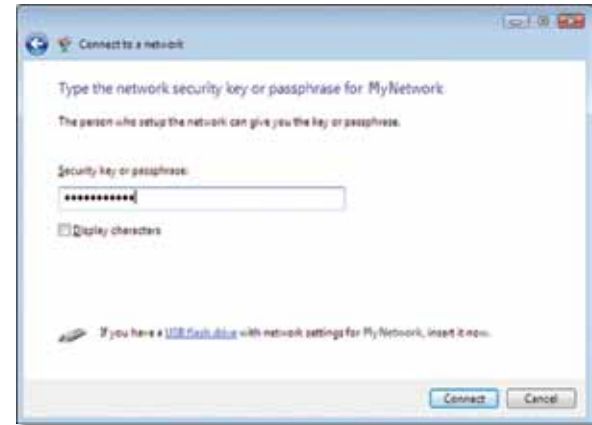 Connect to a network
Type the network security key or passphrase for MyNetwork
The person who setup the network can give you the key or passphrase.
Security key or passphrase:
•••••••••••
Display characters
If you have a USB flash drive with network settings for MyNetwork, insert it now.
Connect Cancel